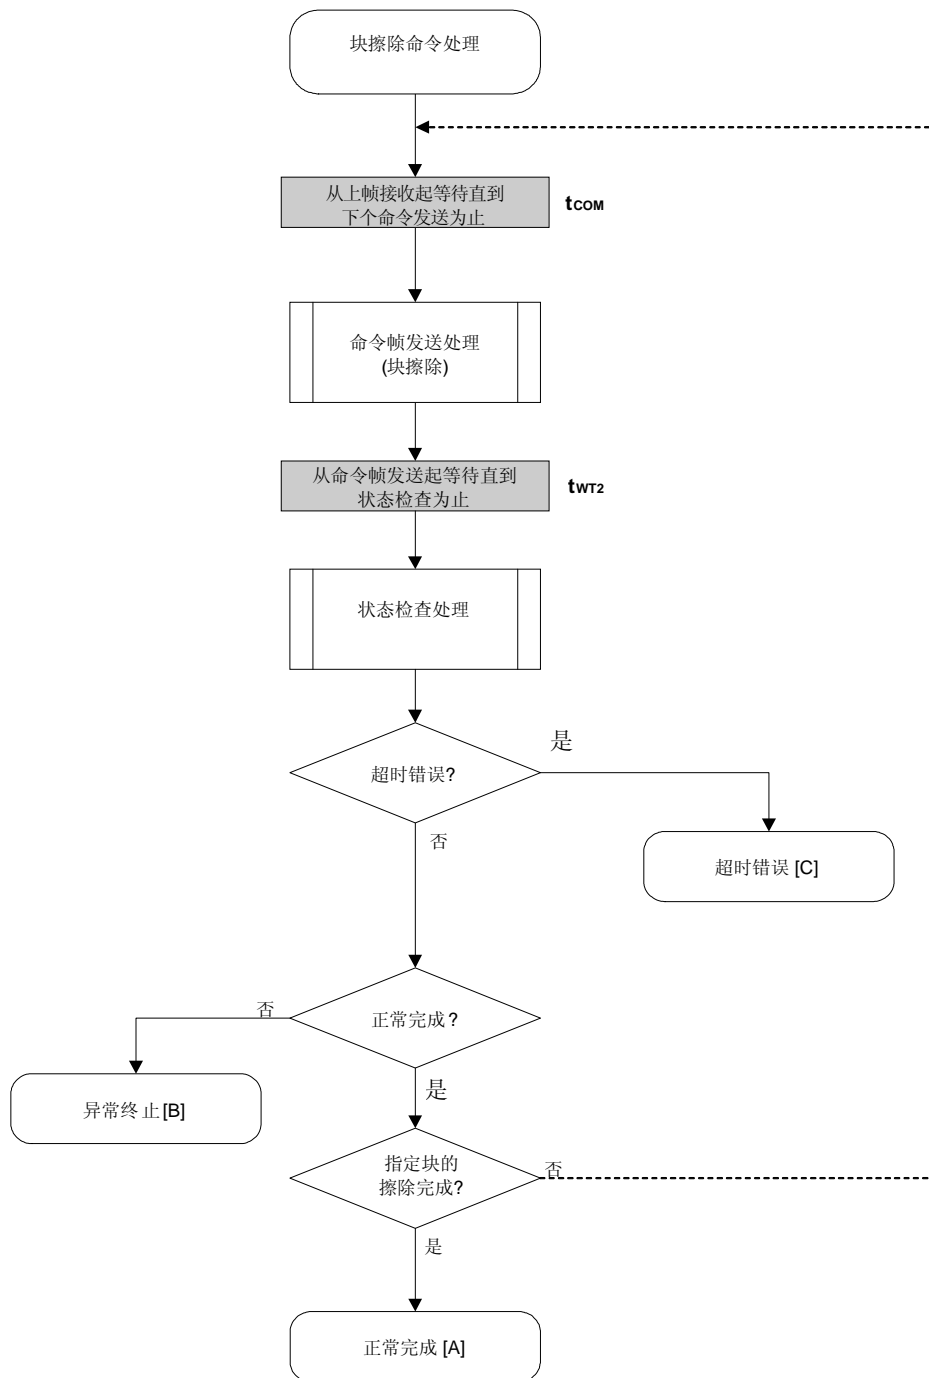 块擦除命令处理
从上帧接收起等待直到
下个命令发送为止
tCOM
命令帧发送处理
(块擦除)
从命令帧发送起等待直到
状态检查为止
tWT2
状态检查处理
是
超时错误?
否
超时错误 [C]
否
正常完成?
是
异常终止[B]
指定块的
擦除完成?
否
是
正常完成 [A]